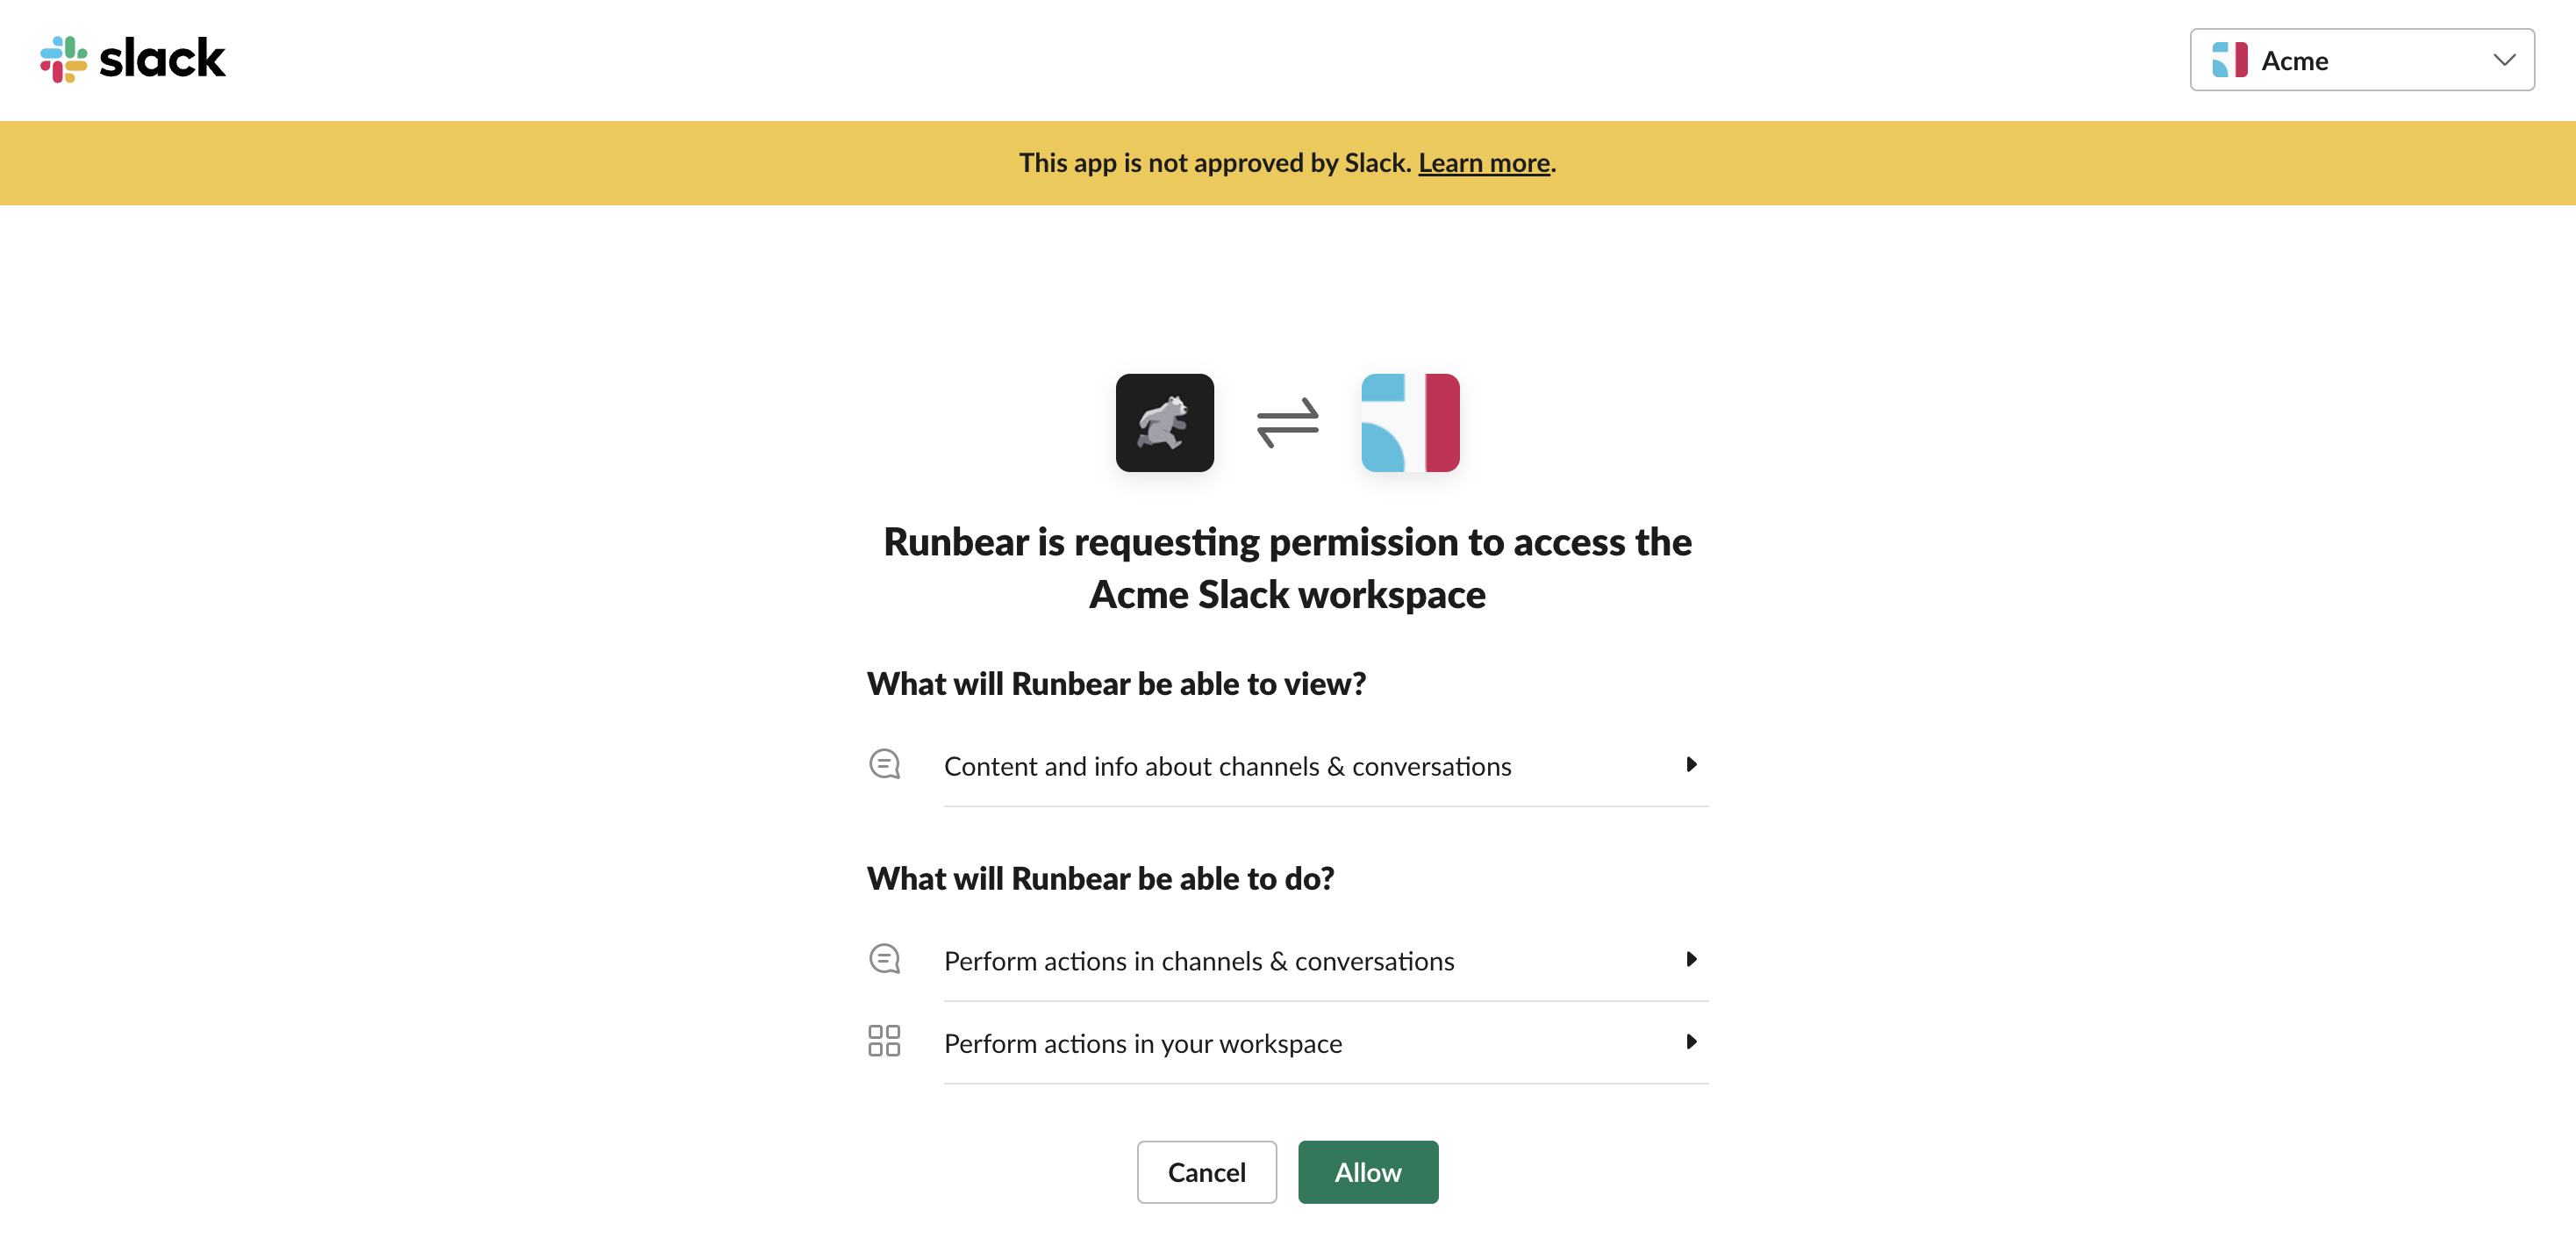 slack
Acme
This app is not approved by Slack. Learn more.
Runbear is requesting permission to access the
Acme Slack workspace
What will Runbear be able to view?
Content and info about channels & conversations
What will Runbear be able to do?
Perform actions in channels & conversations
Perform actions in your workspace
Cancel
Allow